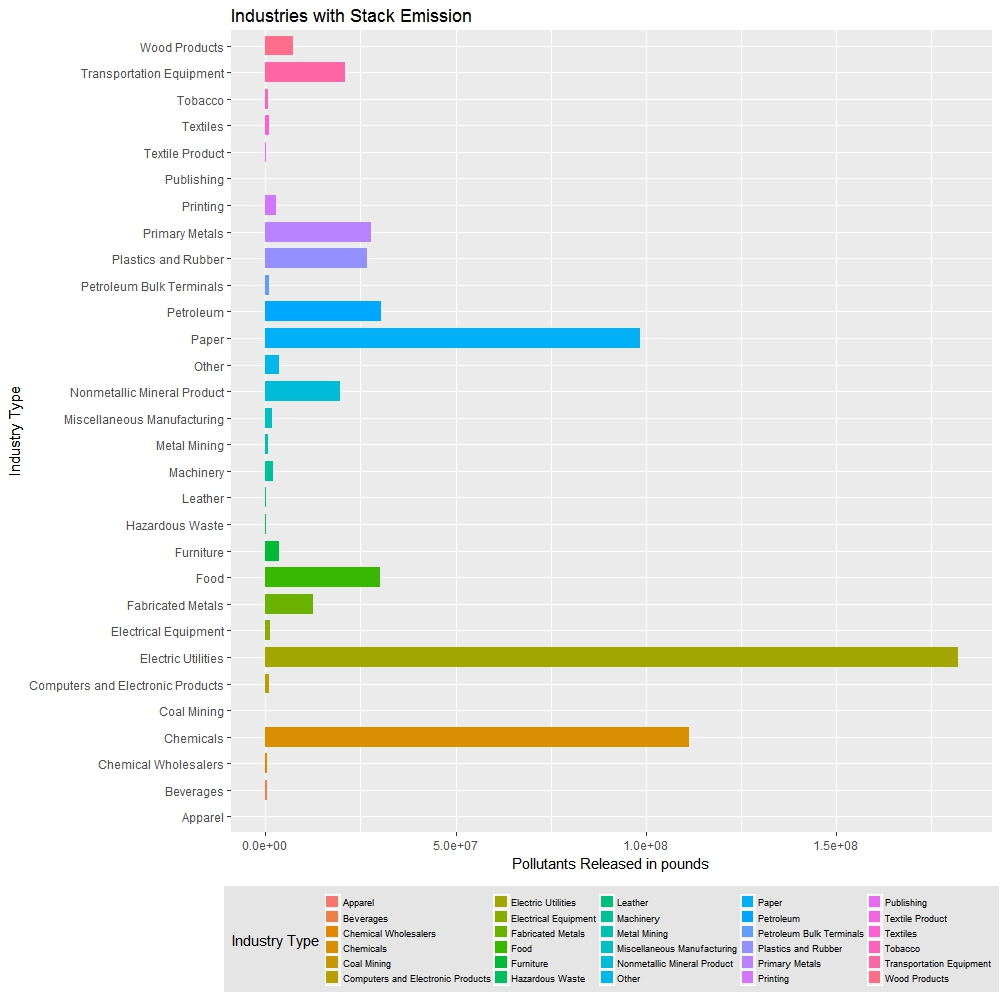 Industries with Stack Emission
Industry Type
Wood Products
Transportation Equipment
Tobacco
Textiles
Textile Product
Publishing
Printing
Primary Metals
Plastics and Rubber
Petroleum Bulk Terminals
Petroleum
Paper
Other
Nonmetallic Mineral Product
Miscellaneous Manufacturing
Metal Mining
Machinery
Leather
Hazardous Waste
Furniture
Food
Fabricated Metals
Electrical Equipment
Electric Utilities
Computers and Electronic Products
Coal Mining
Chemicals
Chemical Wholesalers
Beverages
Apparel
0.0e+00 5.0e+07 1.0e+08 1.5e+08
Pollutants Released in pounds
Industry Type
Apparel
Beverages
Chemical Wholesalers
Chemicals
Coal Mining
Computers and Electronic Products
Electric Utilities
Electrical Equipment
Fabricated Metals
Food
Furniture
Hazardous Waste
Leather
Machinery
Metal Mining
Miscellaneous Manufacturing
Nonmetallic Mineral Product
Other
Paper
Petroleum
Petroleum Bulk Terminals
Plastics and Rubber
Primary Metals
Printing
Publishing
Textile Product
Textiles
Tobacco
Transportation Equipment
Wood Products